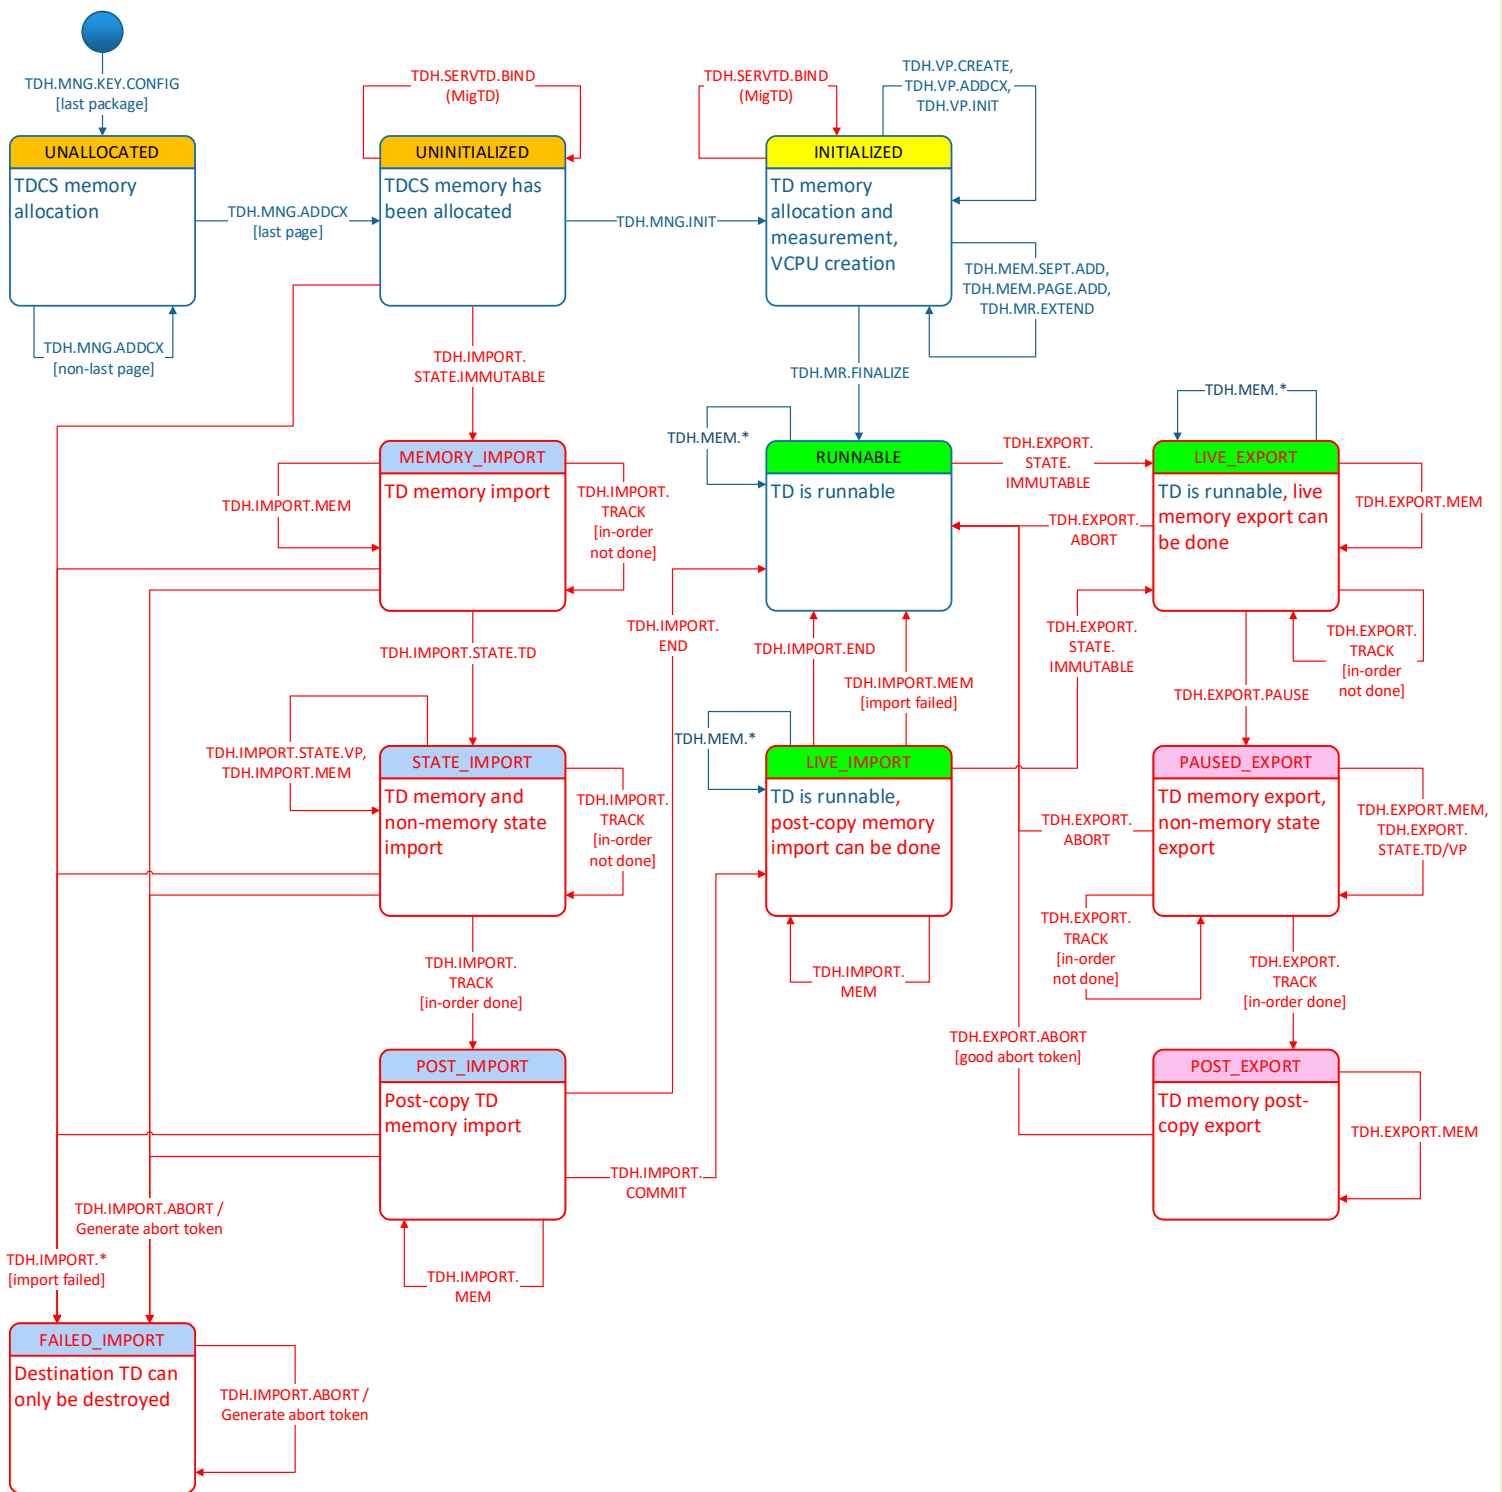 TDH.MNG.KEY.CONFIG
[last package]
UNALLOCATED
TDCS memory
allocation
TDH.MNG.ADDCX
[last page]
TDH.MNG.ADDCX
[non-last page]
TDH.SERVTD.BIND
(MigTD)
UNINITIALIZED
TDCS memory has
been allocated
TDH.MNG.INIT
TDH.SERVTD.BIND
(MigTD)
TDH.VP.CREATE,
TDH.VP.ADDCX,
TDH.VP.INIT
INITIALIZED
TD memory
allocation and
measurement,
VCPU creation
TDH.MEM.SEPT.ADD,
TDH.MEM.PAGE.ADD,
TDH.MR.EXTEND
TDH.IMPORT.
STATE.IMMUTABLE
TDH.MR.FINALIZE
MEMORY_IMPORT
TD memory import
TDH.IMPORT.MEM
TDH.IMPORT.
TRACK
[in-order
not done]
TDH.MEM.*
RUNNABLE
TD is runnable
TDH.EXPORT.
STATE.
IMMUTABLE
TDH.EXPORT.
ABORT
TDH.MEM.*
LIVE_EXPORT
TD is runnable, live
memory export can
be done
TDH.EXPORT.MEM
TDH.EXPORT.
TRACK
[in-order
not done]
TDH.IMPORT.STATE.TD
TDH.IMPORT.
END
TDH.IMPORT.END
TDH.IMPORT.MEM
[import failed]
TDH.EXPORT.
STATE.
IMMUTABLE
TDH.EXPORT.PAUSE
TDH.IMPORT.STATE.VP,
TDH.IMPORT.MEM
STATE_IMPORT
TD memory and
non-memory state
import
TDH.IMPORT.
TRACK
[in-order
not done]
TDH.MEM.*
LIVE_IMPORT
TD is runnable,
post-copy memory
import can be done
TDH.IMPORT.
MEM
TDH.EXPORT.
ABORT
PAUSED_EXPORT
TD memory export,
non-memory state
export
TDH.EXPORT.MEM,
TDH.EXPORT.
STATE.TD/VP
TDH.EXPORT.
TRACK
[in-order
not done]
TDH.EXPORT.
TRACK
[in-order done]
TDH.IMPORT.
TRACK
[in-order done]
TDH.EXPORT.ABORT
[good abort token]
POST_IMPORT
Post-copy TD
memory import
TDH.IMPORT.
COMMIT
TDH.IMPORT.
MEM
POST_EXPORT
TD memory post-
copy export
TDH.EXPORT.MEM
TDH.IMPORT.ABORT /
Generate abort token
TDH.IMPORT.*
[import failed]
FAILED_IMPORT
Destination TD can
only be destroyed
TDH.IMPORT.ABORT /
Generate abort token